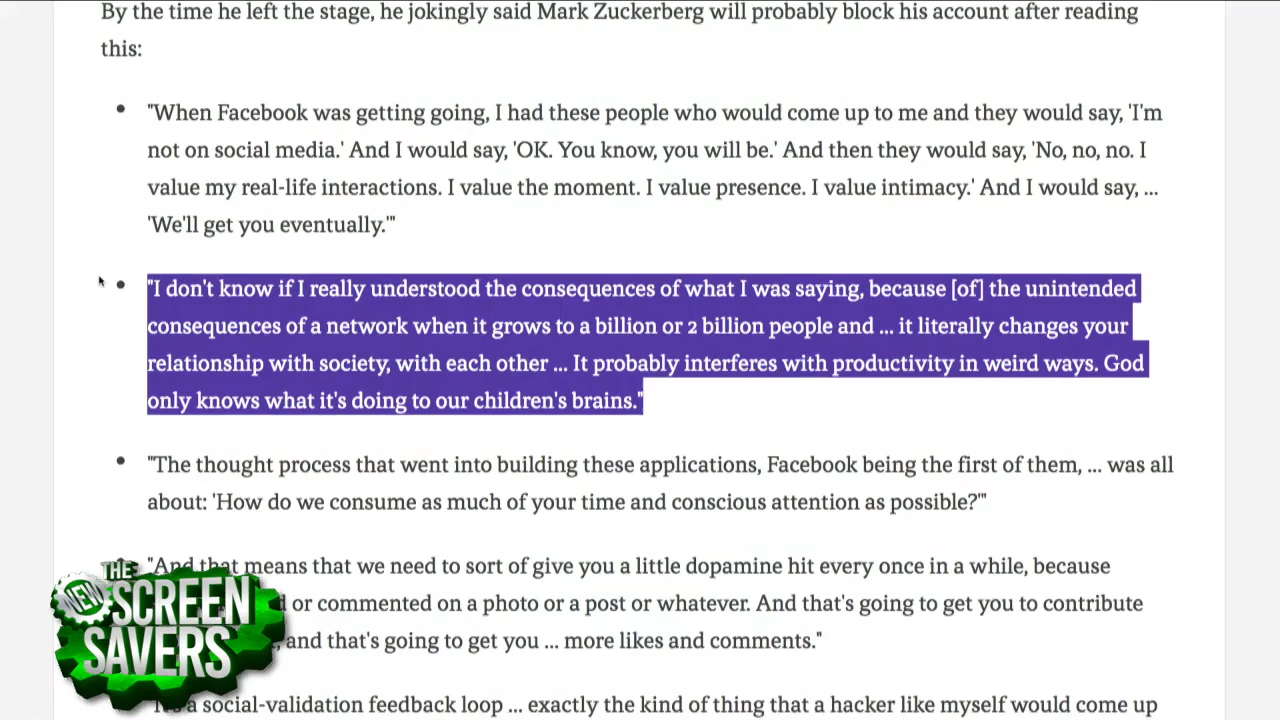 By the time he left the stage, he jokingly said Mark Zuckerberg will probably block his account after reading
this:
"When Facebook was getting going, I had these people who would come up to me and they would say, 'I'm
not on social media.' And I would say, 'OK. You know, you will be.' And then they would say, 'No, no, no. I
value my real-life interactions. I value the moment. I value presence. I value intimacy.' And I would say, ...
'We'll get you eventually.'"
"I don't know if I really understood the consequences of what I was saying, because [of] the unintended
consequences of a network when it grows to a billion or 2 billion people and ... it literally changes your
relationship with society, with each other ... It probably interferes with productivity in weird ways. God
only knows what it's doing to our children's brains."
"The thought process that went into building these applications, Facebook being the first of them, ... was all
about: 'How do we consume as much of your time and conscious attention as possible?'"
"And that means that we need to sort of give you a little dopamine hit every once in a while, because
or commented on a photo or a post or whatever. And that's going to get you to contribute
and that's going to get you ... more likes and comments."
a social-validation feedback loop ... exactly the kind of thing that a hacker like myself would come up
THE
NEW SCREEN
SAVERS